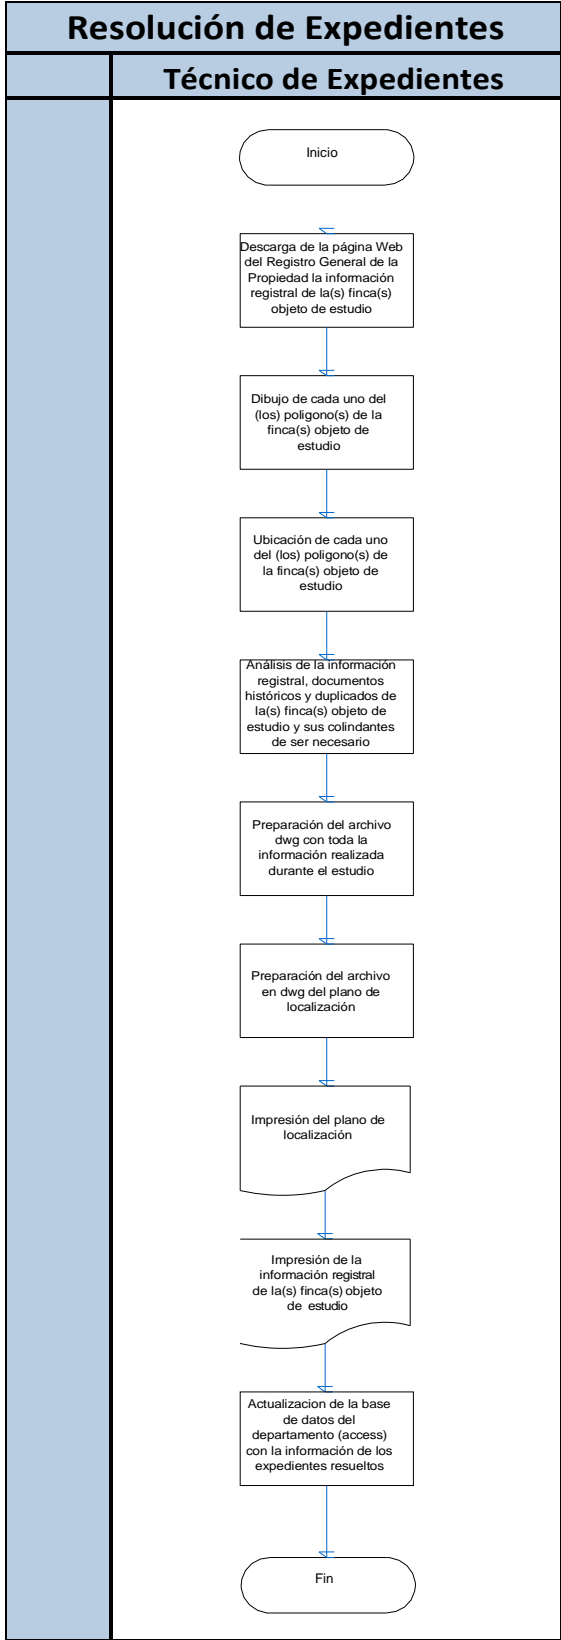 Resolución de Expedientes
Técnico de Expedientes
Inicio
Descarga de la página Web
del Registro General de la
Propiedad la información
registral de la(s) finca(s)
objeto de estudio
Dibujo de cada uno del
(los) poligono(s) de la
finca(s) objeto de
estudio
Ubicación de cada uno
del (los) poligono(s) de
la finca(s) objeto de
estudio
Análisis de la información
registral, documentos
históricos y duplicados de
la(s) finca(s) objeto de
estudio y sus colindantes
de ser necesario
Preparación del archivo
dwg con toda la
información realizada
durante el estudio
Preparación del archivo
en dwg del plano de
localización
Impresión del plano de
localización
Impresión de la
información registral
de la(s) finca(s) objeto
de estudio
Actualizacion de la base
de datos del
departamento (access)
con la información de los
expedientes resueltos
Fin